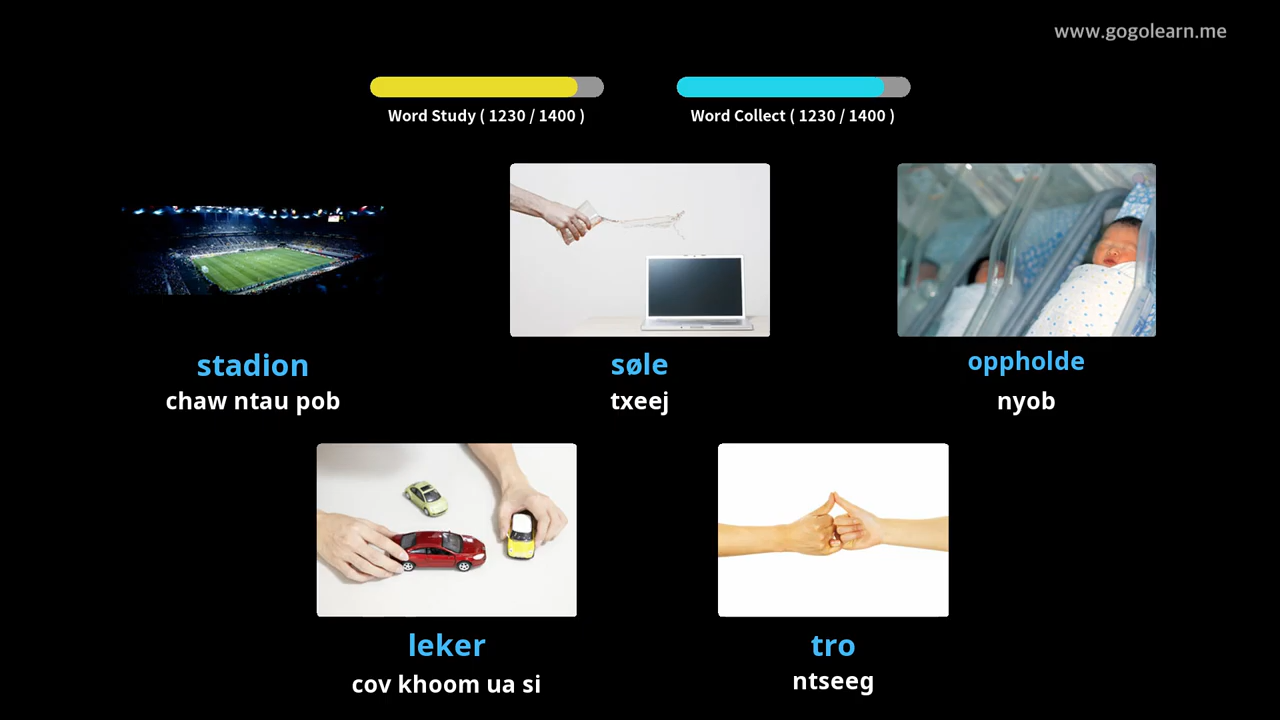 www.gogolearn.me
Word Study ( 1230 / 1400 )
Word Collect ( 1230 / 1400 )
stadion
chaw ntau pob
søle
txeej
oppholde
nyob
leker
cov khoom ua si
tro
ntseeg